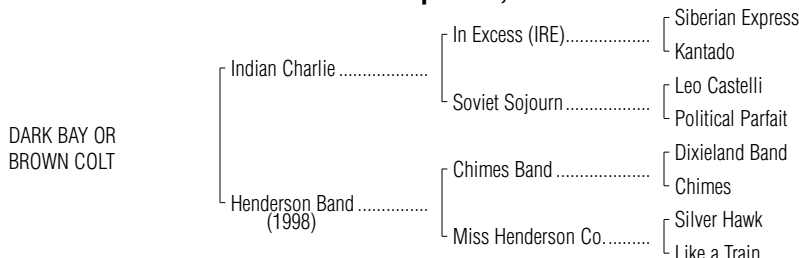 Siberian Express
In Excess (IRE)...................
Kantado
Indian Charlie ...................
Leo Castelli
Soviet Sojourn ..................
Political Parfait
DARK BAY OR
BROWN COLT
Dixieland Band
Chimes Band ....................
Chimes
Henderson Band ...............
(1998)
Silver Hawk
Miss Henderson Co. .........
Like a Train